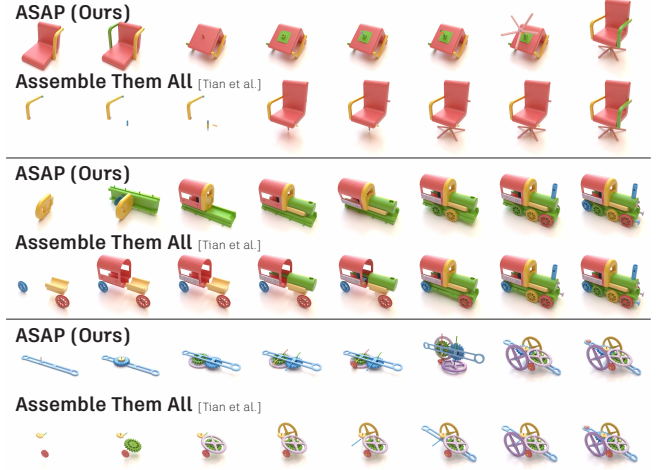 ASAP (Ours)
Assemble Them All [Tian et al.]
ASAP (Ours)
Assemble Them All [Tian et al.]
ASAP (Ours)
Assemble Them All [Tian et al.]